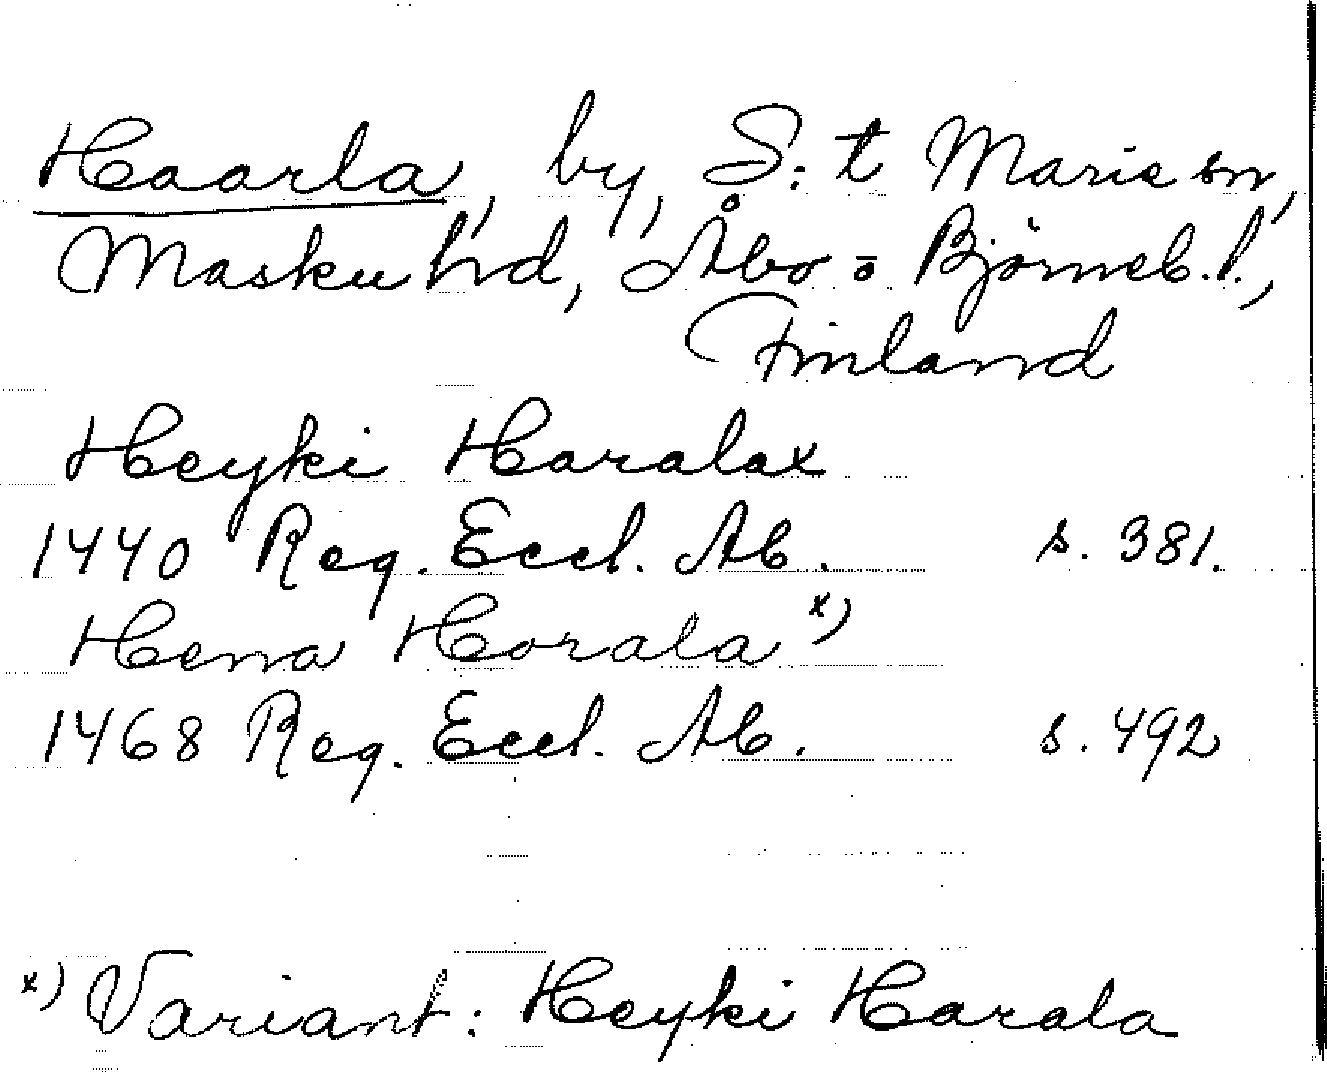 Haarla, by, S:t Marie sn,
Masku hd, Åbo o Björneb. l.,
Finland
Heyki Haralax
1440 Reg. Eccl. Ab. s. 381.
Hema Horala x)
1468 Reg. Eccl. Ab. s. 492
x) Variant: Heyki Harala